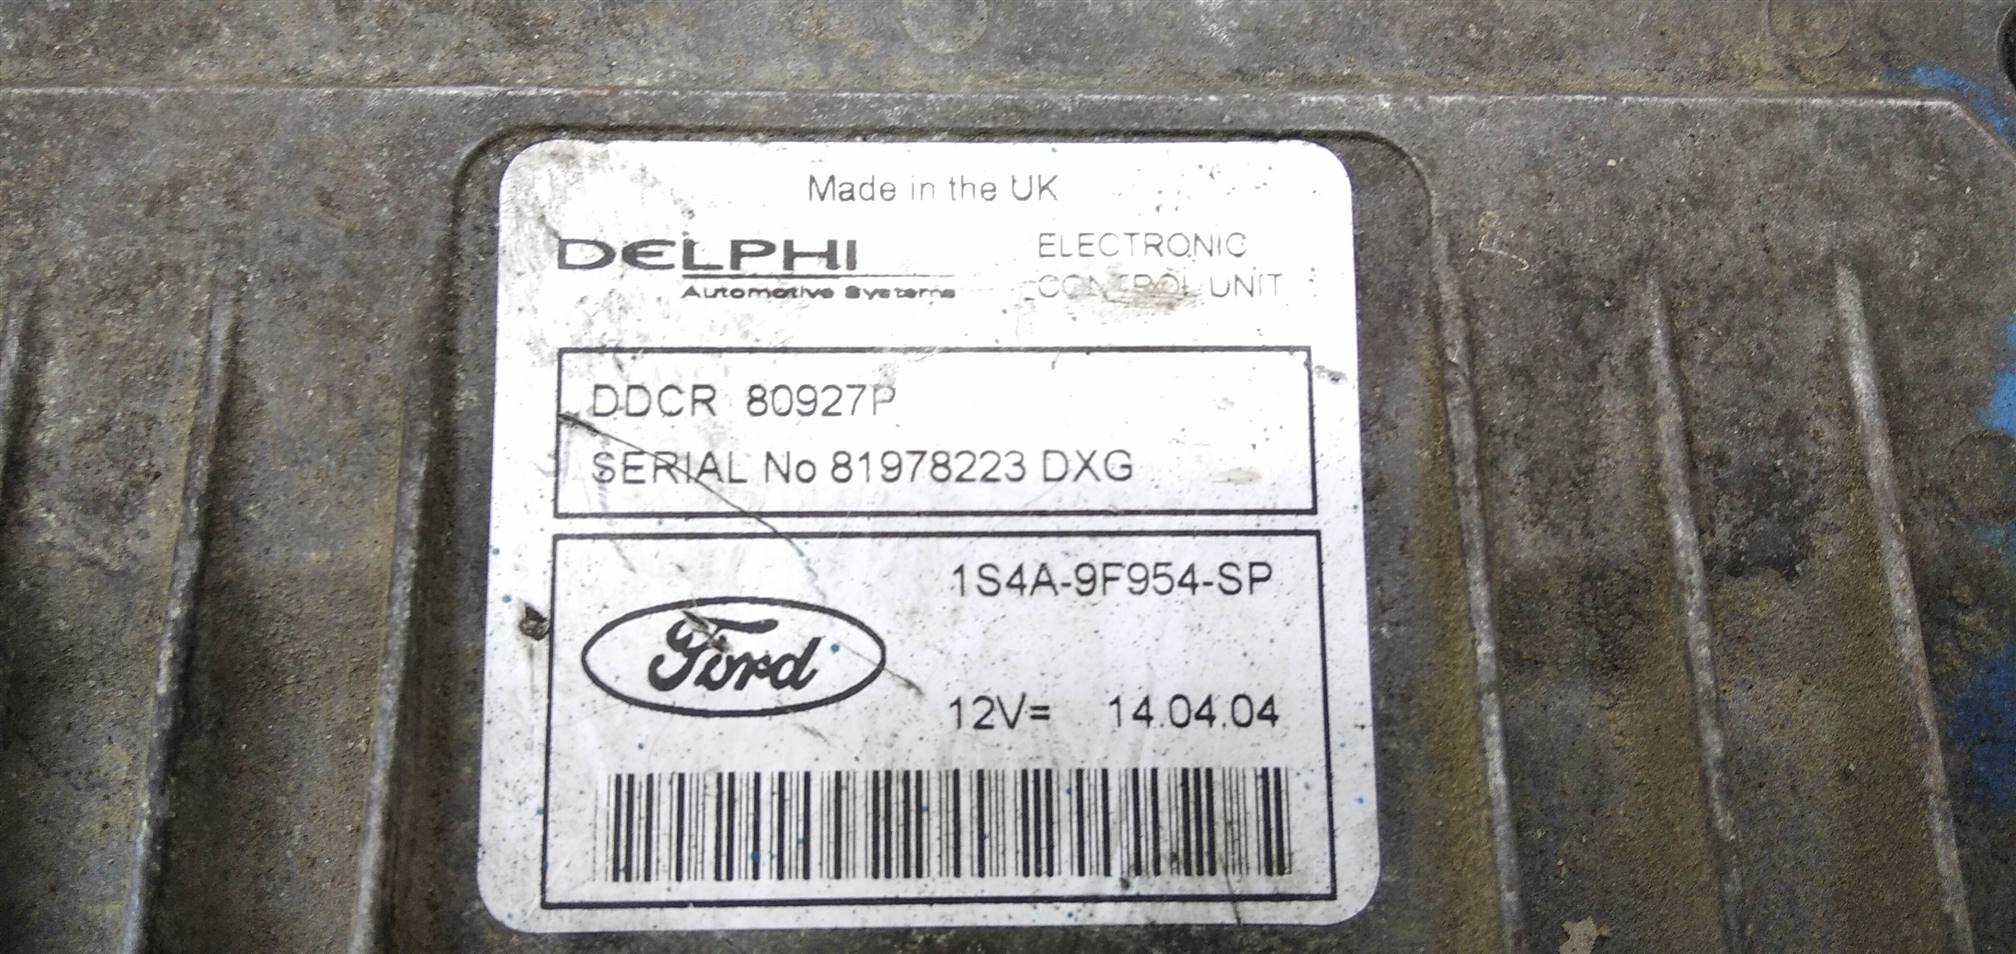 Made in the UK
DELPHI
Automotive Systems
ELECTRONIC
CONTROL UNIT
DDCR 80927P
SERIAL No 81978223 DXG
1S4A-9F954-SP
Ford
12V= 14.04.04